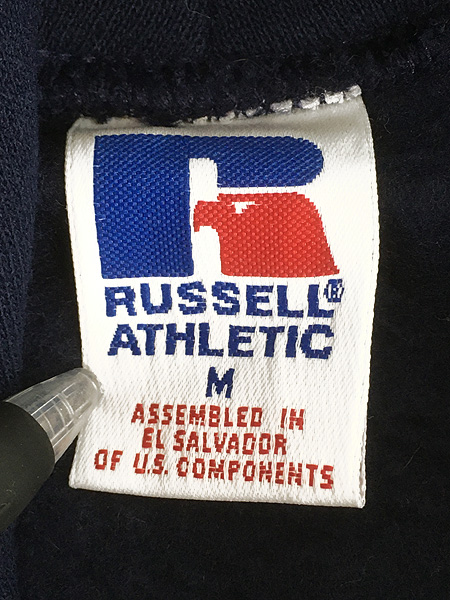 RUSSELL®
ATHLETIC
M
ASSEMBLED IN
EL SALVADOR
OF U.S. COMPONENTS